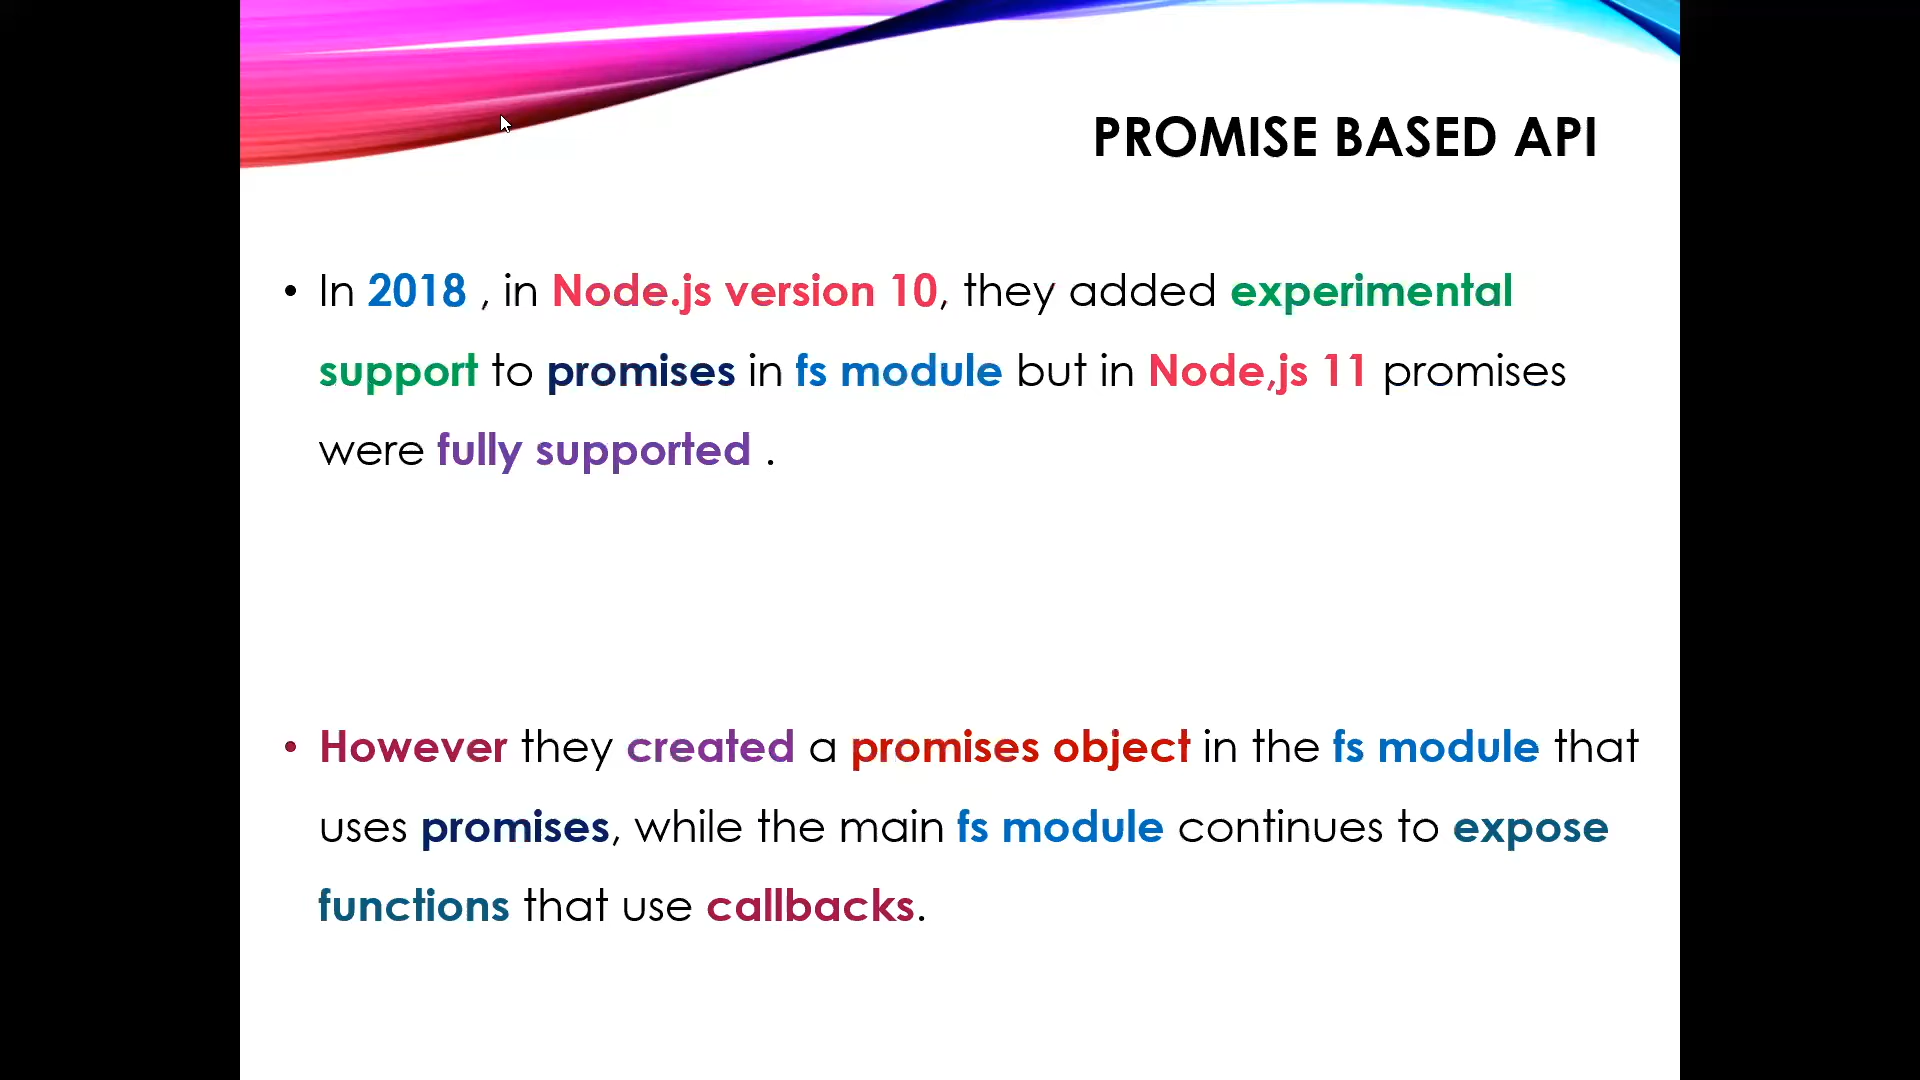 PROMISE BASED API
• In 2018 , in Node.js version 10, they added experimental
support to promises in fs module but in Node,js 11 promises
were fully supported .
• However they created a promises object in the fs module that
uses promises, while the main fs module continues to expose
functions that use callbacks.